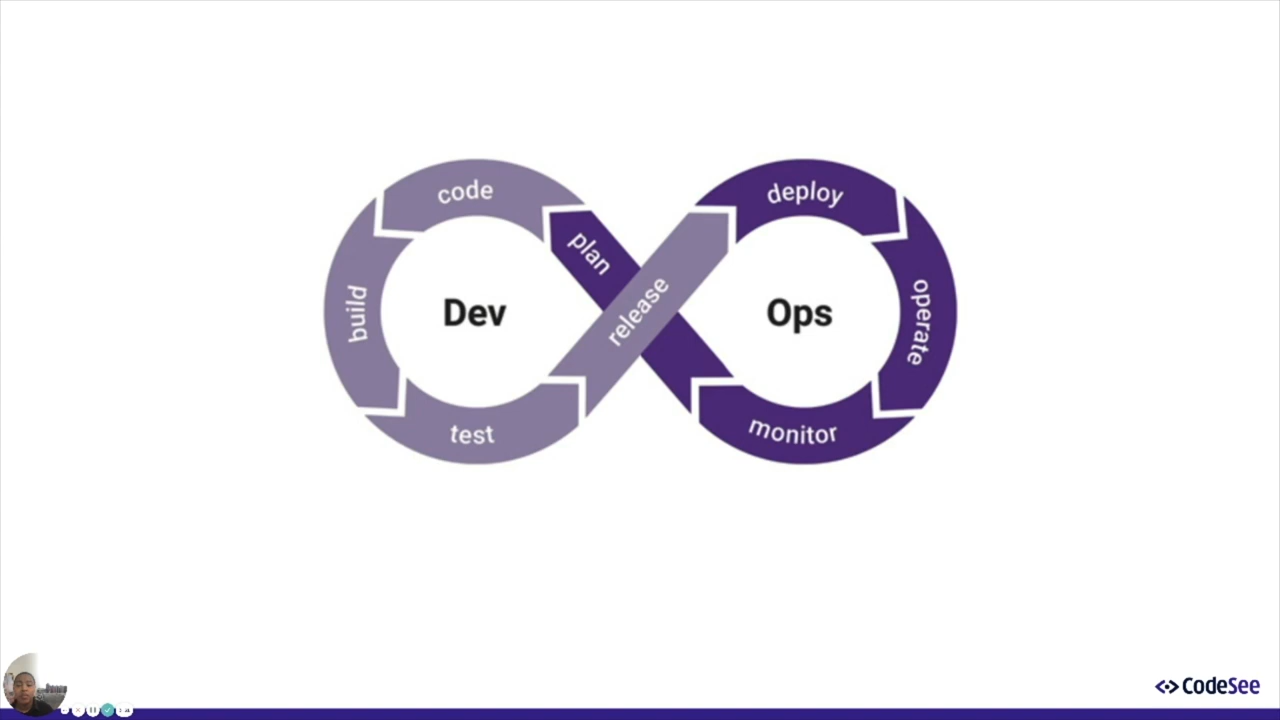 code
deploy
plan
release
build
Dev
Ops
operate
test
monitor
CodeSee